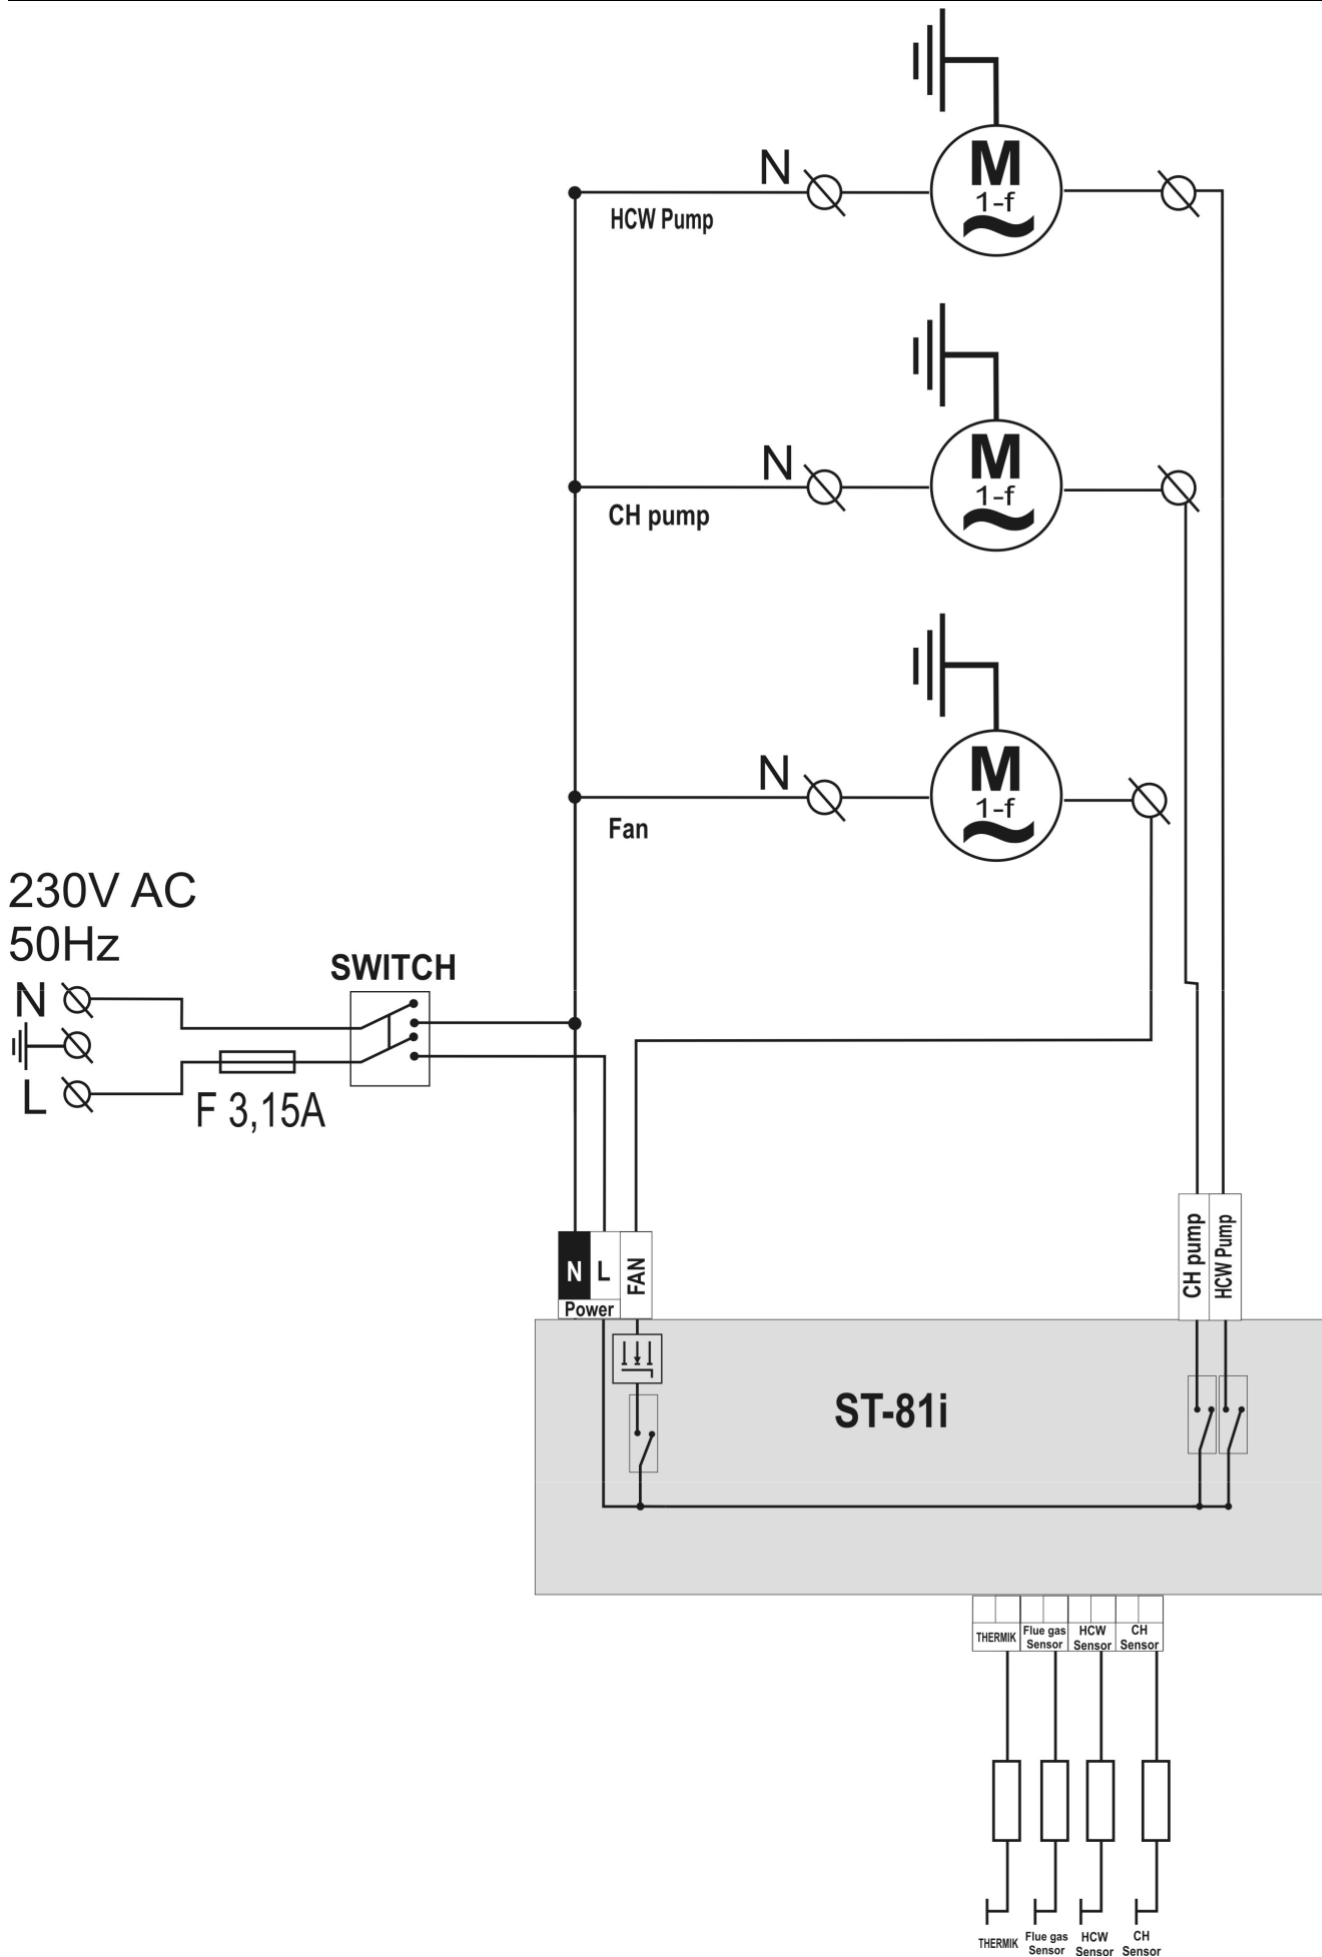 N
M
1-f
HCW Pump
N
M
1-f
CH pump
N
M
1-f
Fan
230V AC
50Hz
SWITCH
N
L
F 3,15A
N
L
FAN
Power
CH pump
HCW Pump
ST-81i
THERMIK
Flue gas
Sensor
HCW
Sensor
CH
Sensor
THERMIK
Flue gas
Sensor
HCW
Sensor
CH
Sensor